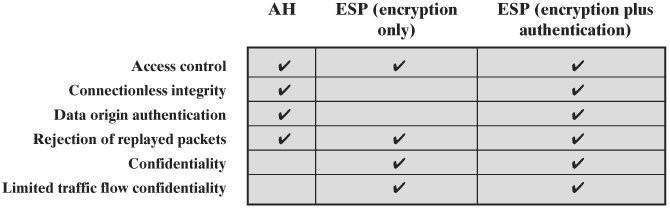 AH ESP (encryption only) ESP (encryption plus authentication)
Access control ✔ ✔ ✔
Connectionless integrity ✔ ✔
Data origin authentication ✔ ✔
Rejection of replayed packets ✔ ✔ ✔
Confidentiality ✔ ✔
Limited traffic flow confidentiality ✔ ✔